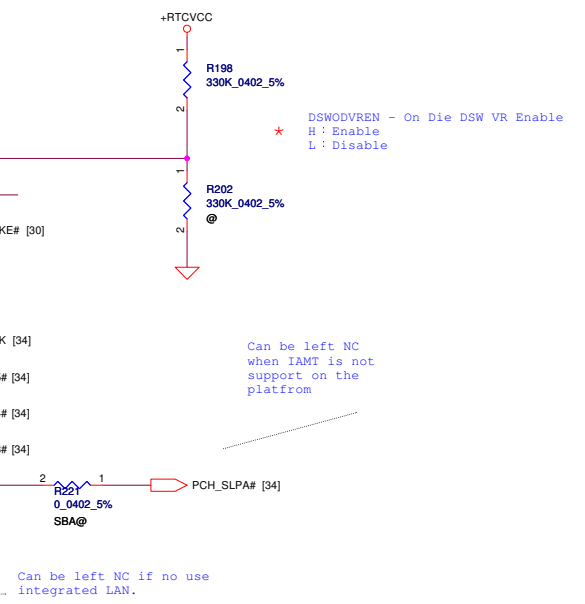 +RTCVCC
1
R198
330K_0402_5%
2
DSWODVREN - On Die DSW VR Enable
* H：Enable
L：Disable
1
R202
330K_0402_5%
@
2
KE# [30]
K [34]
Can be left NC
when IAMT is not
support on the
platfrom
# [34]
# [34]
# [34]
2 1
R221
0_0402_5%
SBA@
PCH_SLPA# [34]
Can be left NC if no use
integrated LAN.